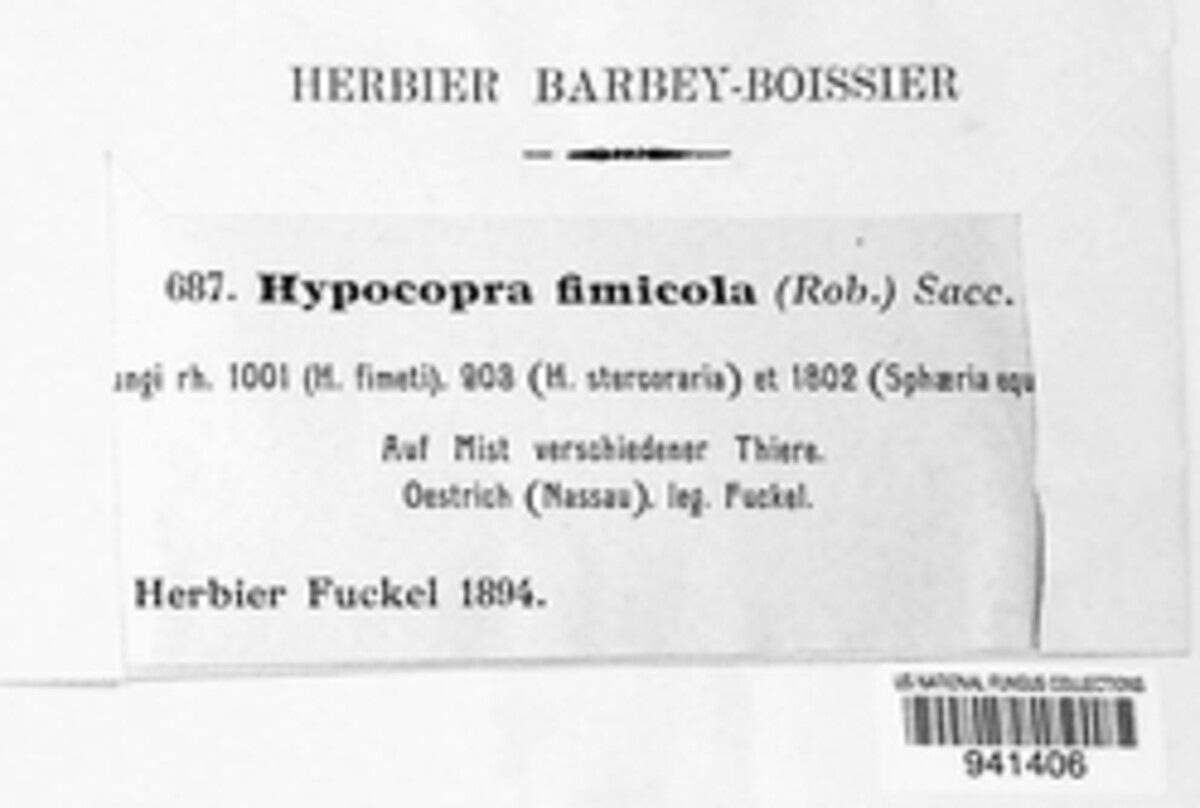 HERBIER BARBEY-BOISSIER
687. Hypocopra fimicola (Rob.) Sacc.
ungi rh. 1001 (H. fimeti). 903 (H. stercoraria) et 1802 (Sphæria equ
Auf Mist verschiedener Thiere.
Oestrich (Nassau). leg. Fuckel.
Herbier Fuckel 1894.
US NATIONAL FUNGUS COLLECTIONS
941406